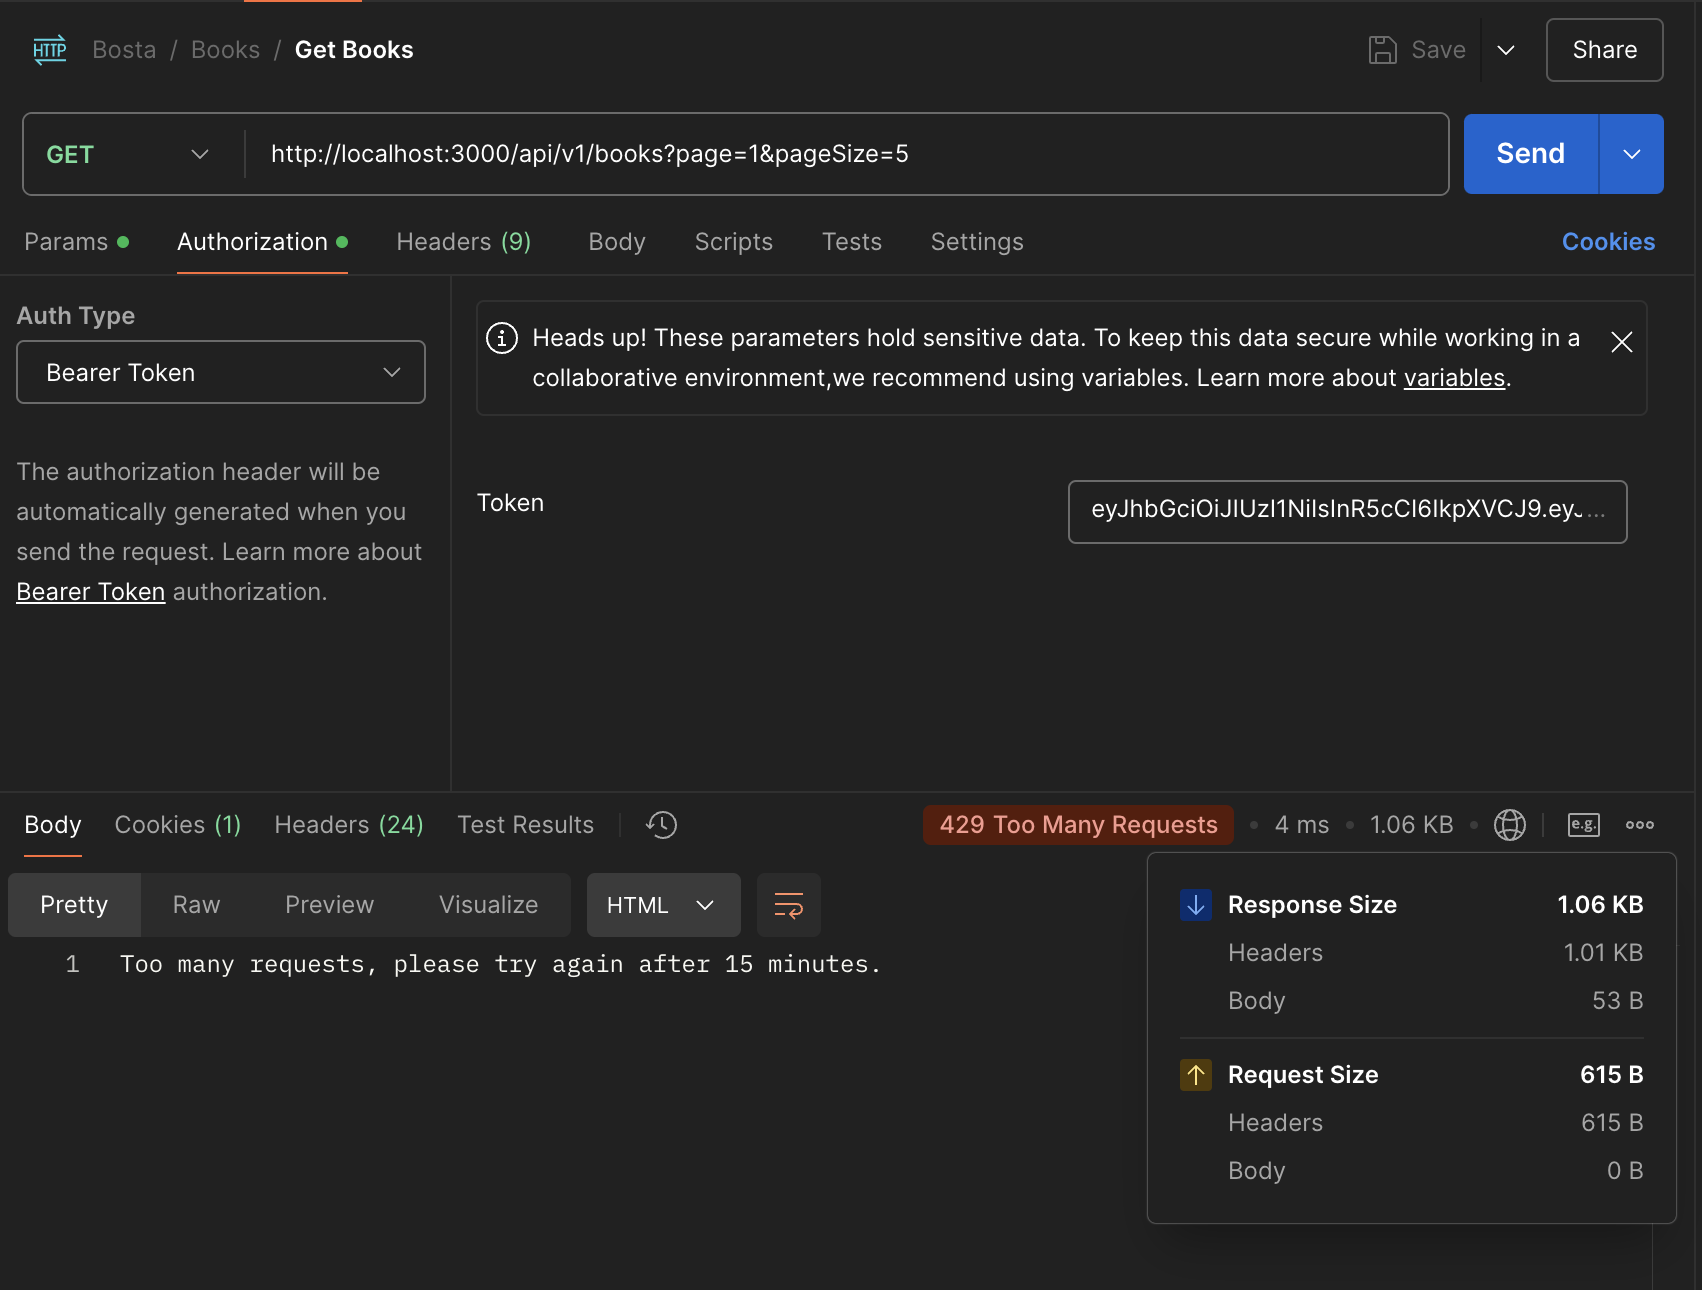 HTTP Bosta / Books / Get Books Save Share
GET http://localhost:3000/api/v1/books?page=1&pageSize=5 Send
Params Authorization Headers (9) Body Scripts Tests Settings Cookies
Auth Type
Bearer Token
The authorization header will be
automatically generated when you
send the request. Learn more about
Bearer Token authorization.
Heads up! These parameters hold sensitive data. To keep this data secure while working in a
collaborative environment,we recommend using variables. Learn more about variables.
Token eyJhbGciOiJIUzI1NiIsInR5cCI6IkpXVCJ9.eyJ...
Body Cookies (1) Headers (24) Test Results 429 Too Many Requests 4 ms 1.06 KB e.g.
Pretty Raw Preview Visualize HTML
1 Too many requests, please try again after 15 minutes.
Response Size 1.06 KB
Headers 1.01 KB
Body 53 B
Request Size 615 B
Headers 615 B
Body 0 B